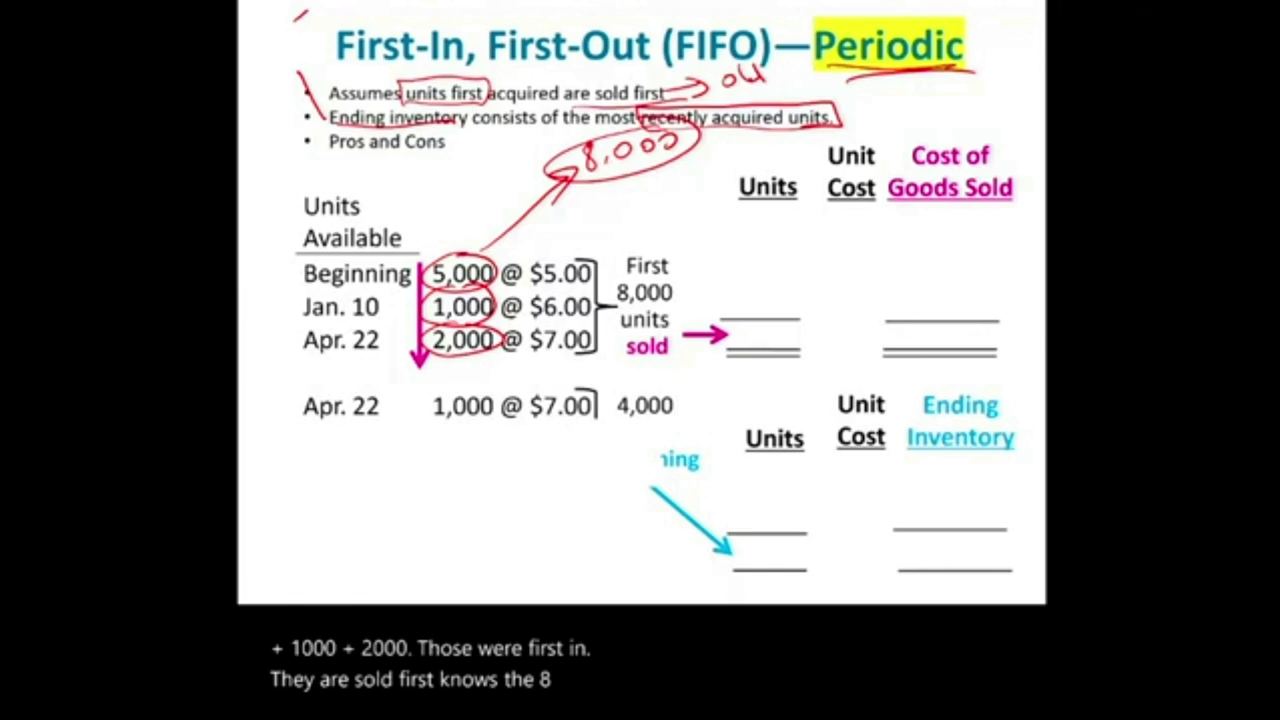 First-In, First-Out (FIFO)—Periodic
• Assumes units first acquired are sold first → old
• Ending inventory consists of the most recently acquired units.
• Pros and Cons
8,000
Units
Available
Beginning 5,000 @ $5.00
Jan. 10 1,000 @ $6.00
Apr. 22 2,000 @ $7.00
First
8,000
units
sold
Units Unit Cost Cost of Goods Sold
Apr. 22 1,000 @ $7.00 4,000
ning
Units Unit Cost Ending Inventory
+ 1000 + 2000. Those were first in.
They are sold first knows the 8